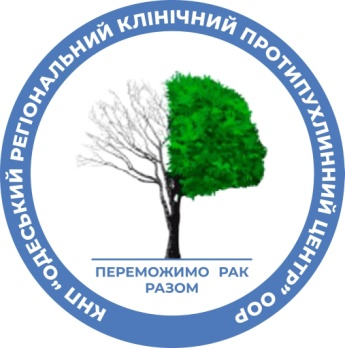 КНП “ОДЕСЬКИЙ РЕГІОНАЛЬНИЙ КЛІНІЧНИЙ ПРОТИПУХЛИННИЙ ЦЕНТР” ООР
ПЕРЕМОЖИМО РАК
РАЗОМ